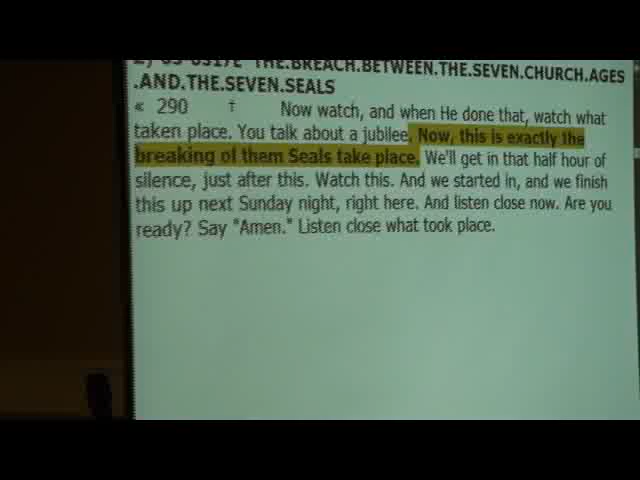 THE.BREACH.BETWEEN.THE.SEVEN.CHURCH.AGES
.AND.THE.SEVEN.SEALS
« 290 † Now watch, and when He done that, watch what
taken place. You talk about a jubilee. Now, this is exactly the
breaking of them Seals take place. We'll get in that half hour of
silence, just after this. Watch this. And we started in, and we finish
this up next Sunday night, right here. And listen close now. Are you
ready? Say "Amen." Listen close what took place.